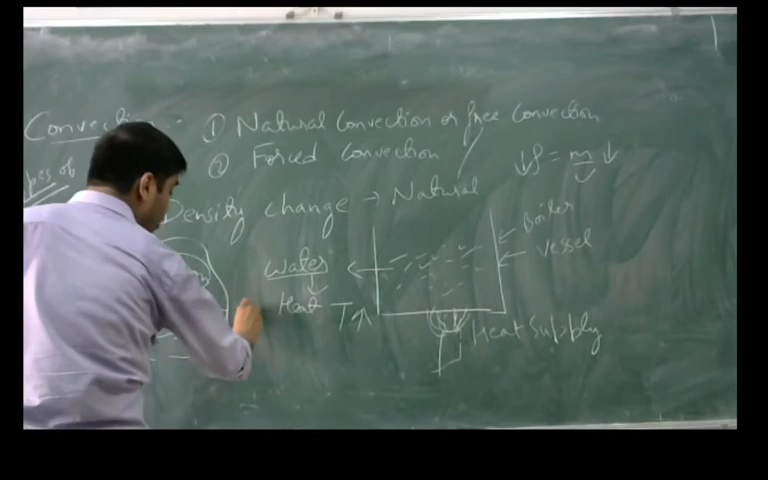 Convection :- ① Natural Convection or free Convection
② Forced Convection
↓ρ = m/v ↓
pes of
Density change → Natural
boiler
vessel
water
Heat T↑
Heat supply